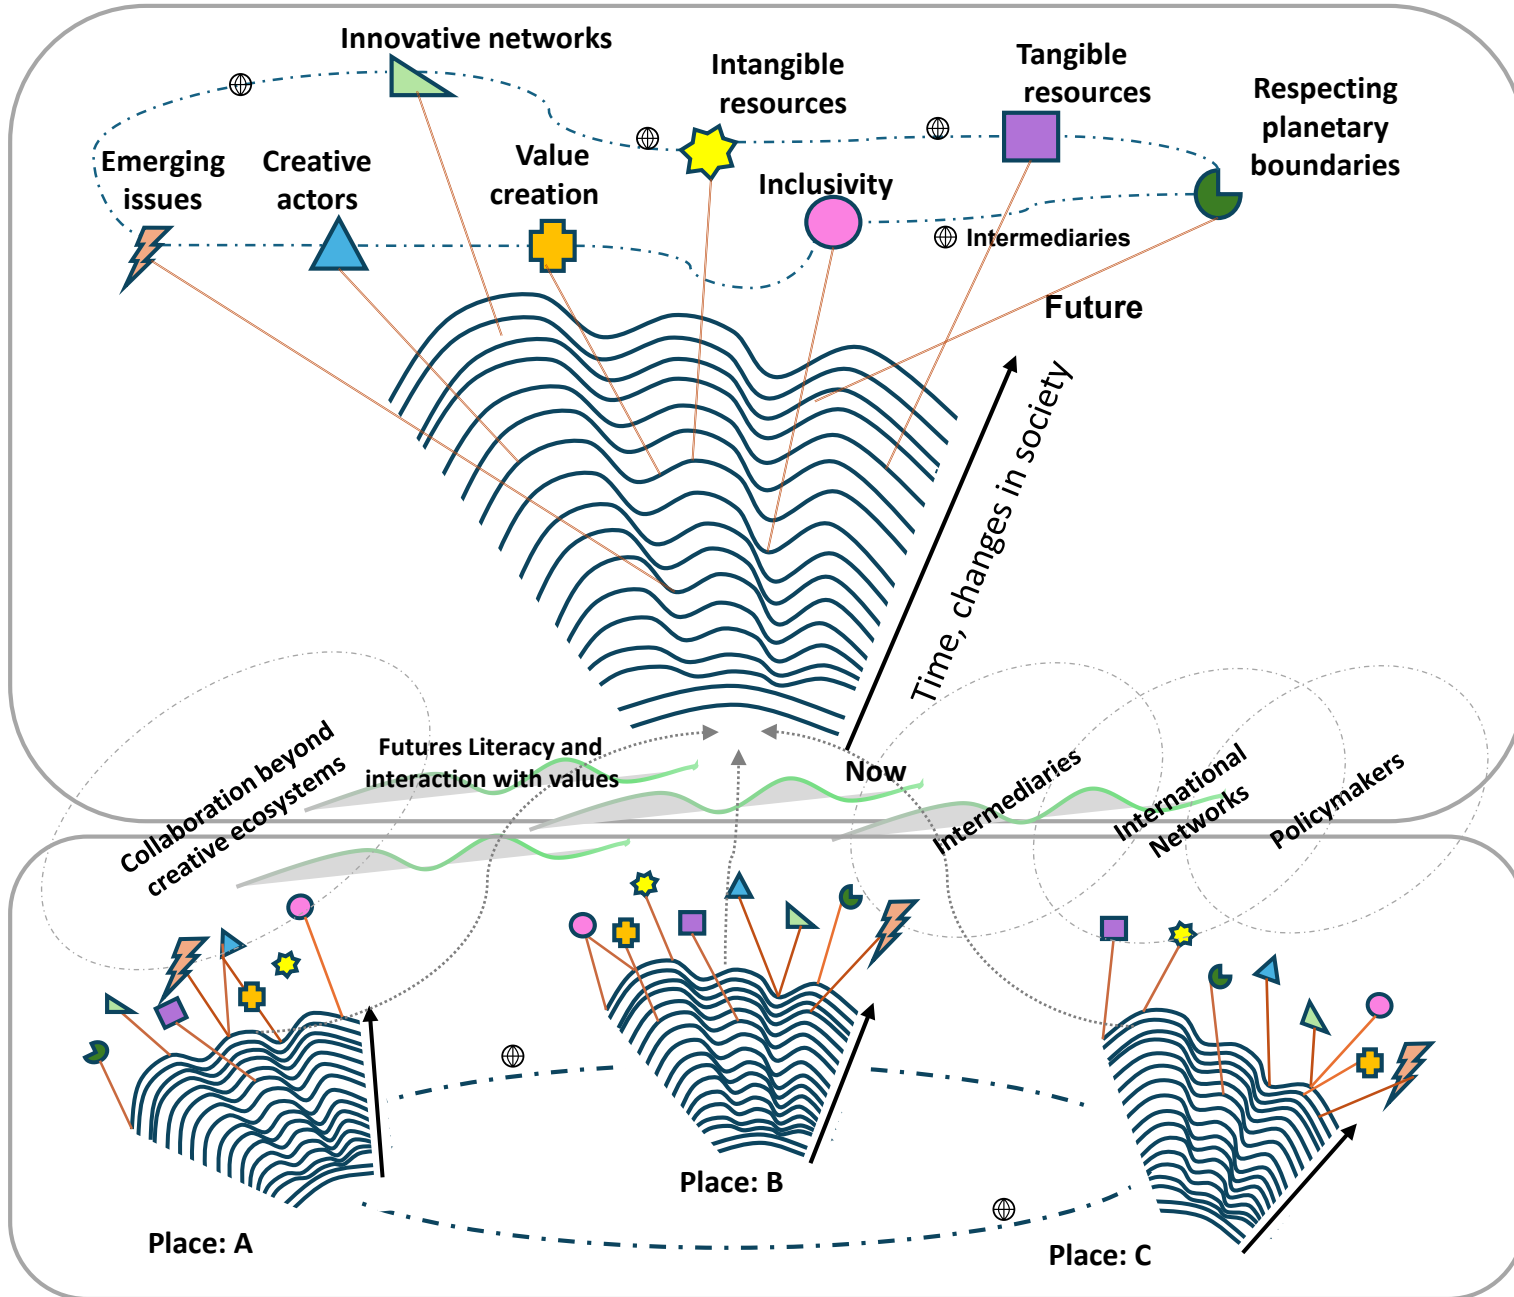 Innovative networks
Intangible
resources
Tangible
resources
Respecting
planetary
boundaries
Emerging
issues
Creative
actors
Value
creation
Inclusivity
Intermediaries
Future
Time, changes in society
Now
Futures Literacy and
interaction with values
Collaboration beyond
creative ecosystems
Intermediaries
International
Networks
Policymakers
Place: A
Place: B
Place: C